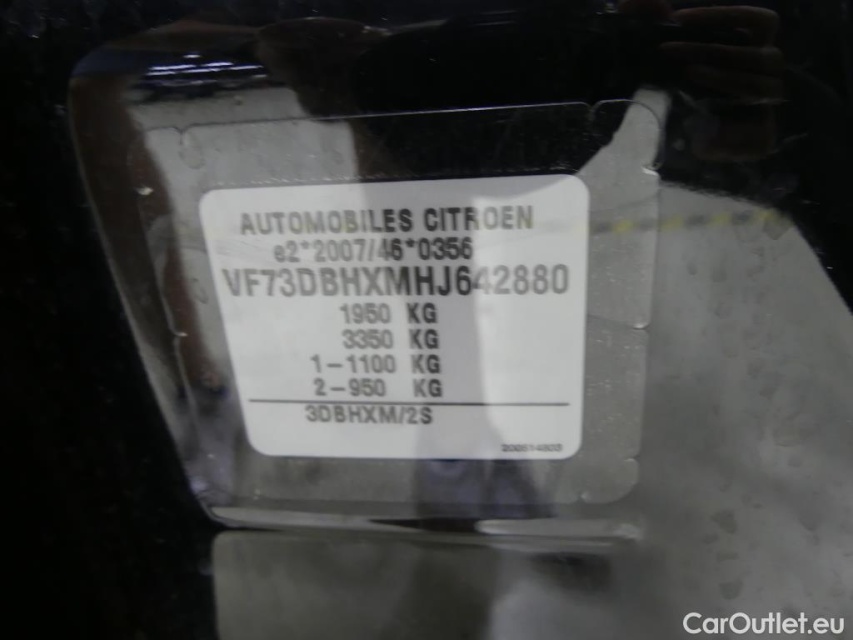 AUTOMOBILES CITROEN
e2*2007/46*0356
VF73DBHXMHJ642880
1950 KG
3350 KG
1-1100 KG
2-950 KG
3DBHXM/2S
CarOutlet.eu